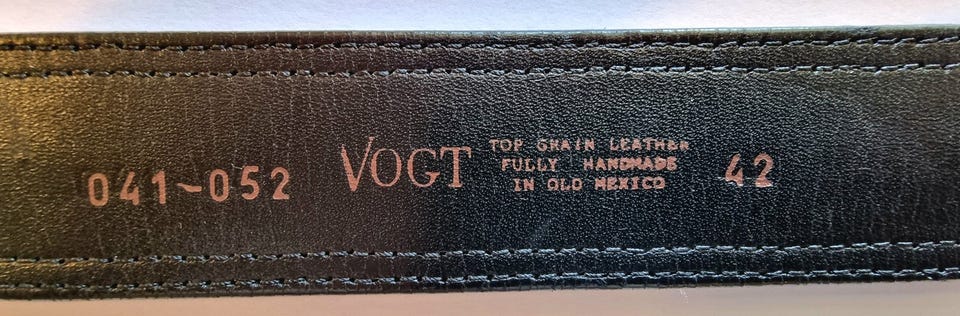 041-052
VOGT
TOP GRAIN LEATHER
FULLY HANDMADE
IN OLD MEXICO
42